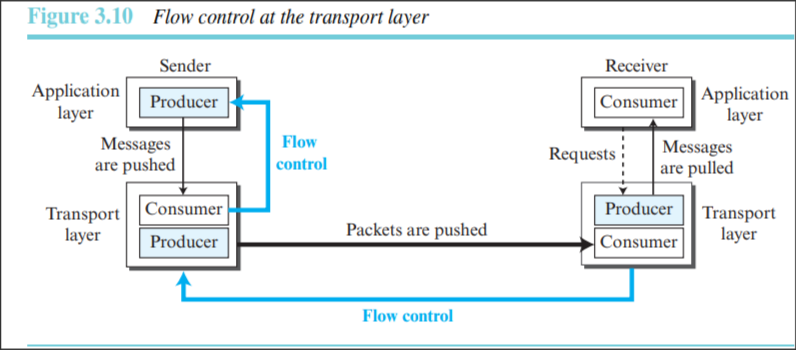 Figure 3.10 Flow control at the transport layer
Sender
Receiver
Application
layer
Producer
Consumer
Application
layer
Messages
are pushed
Flow
control
Requests
Messages
are pulled
Transport
layer
Consumer
Producer
Packets are pushed
Producer
Consumer
Transport
layer
Flow control